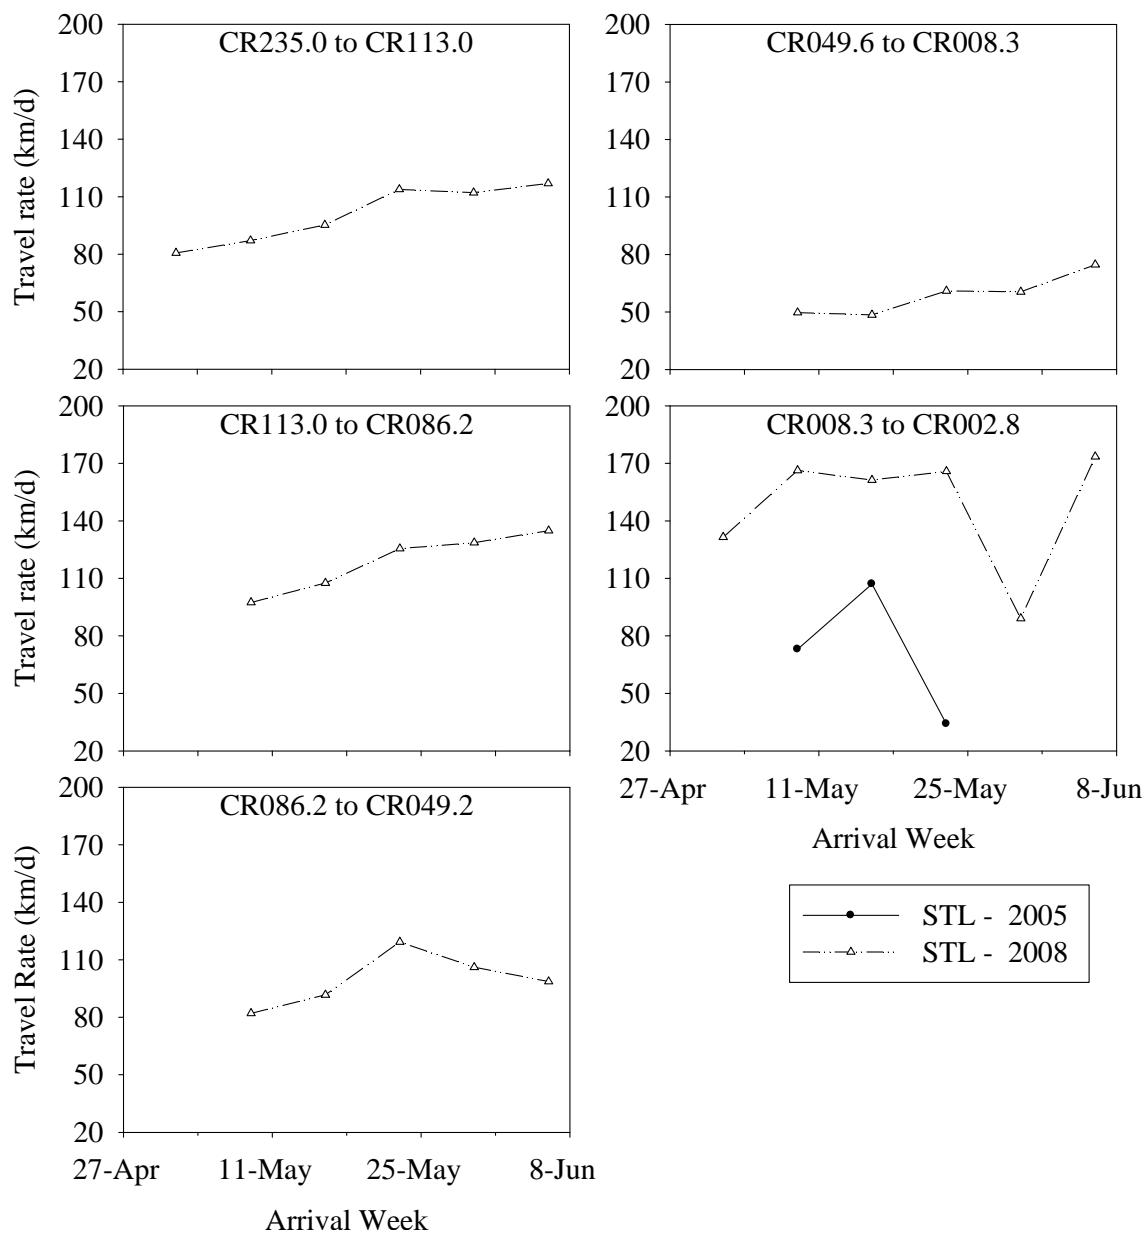 CR235.0 to CR113.0
Travel rate (km/d)
200
170
140
110
80
50
20
CR049.6 to CR008.3
200
170
140
110
80
50
20
CR113.0 to CR086.2
Travel rate (km/d)
200
170
140
110
80
50
20
CR008.3 to CR002.8
200
170
140
110
80
50
20
27-Apr 11-May 25-May 8-Jun
Arrival Week
CR086.2 to CR049.2
Travel Rate (km/d)
200
170
140
110
80
50
20
27-Apr 11-May 25-May 8-Jun
Arrival Week
STL - 2005
STL - 2008